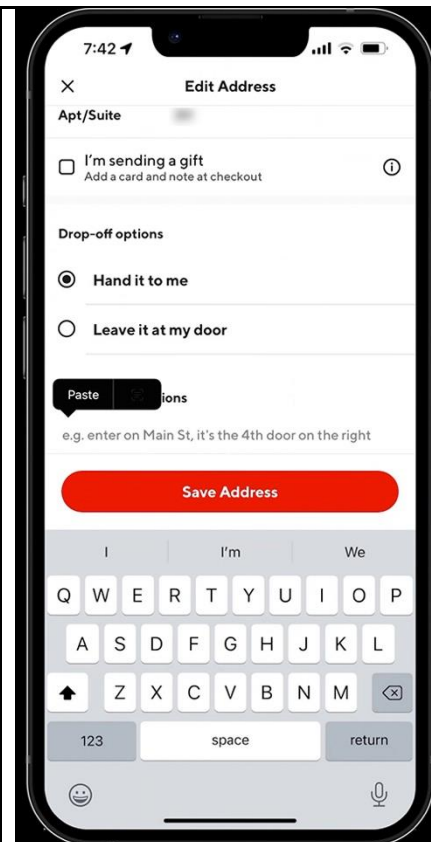 7:42
Edit Address
Apt/Suite
I'm sending a gift
Add a card and note at checkout
Drop-off options
Hand it to me
Leave it at my door
Paste
ions
e.g. enter on Main St, it's the 4th door on the right
Save Address
I I'm We
Q W E R T Y U I O P
A S D F G H J K L
Z X C V B N M
123 space return